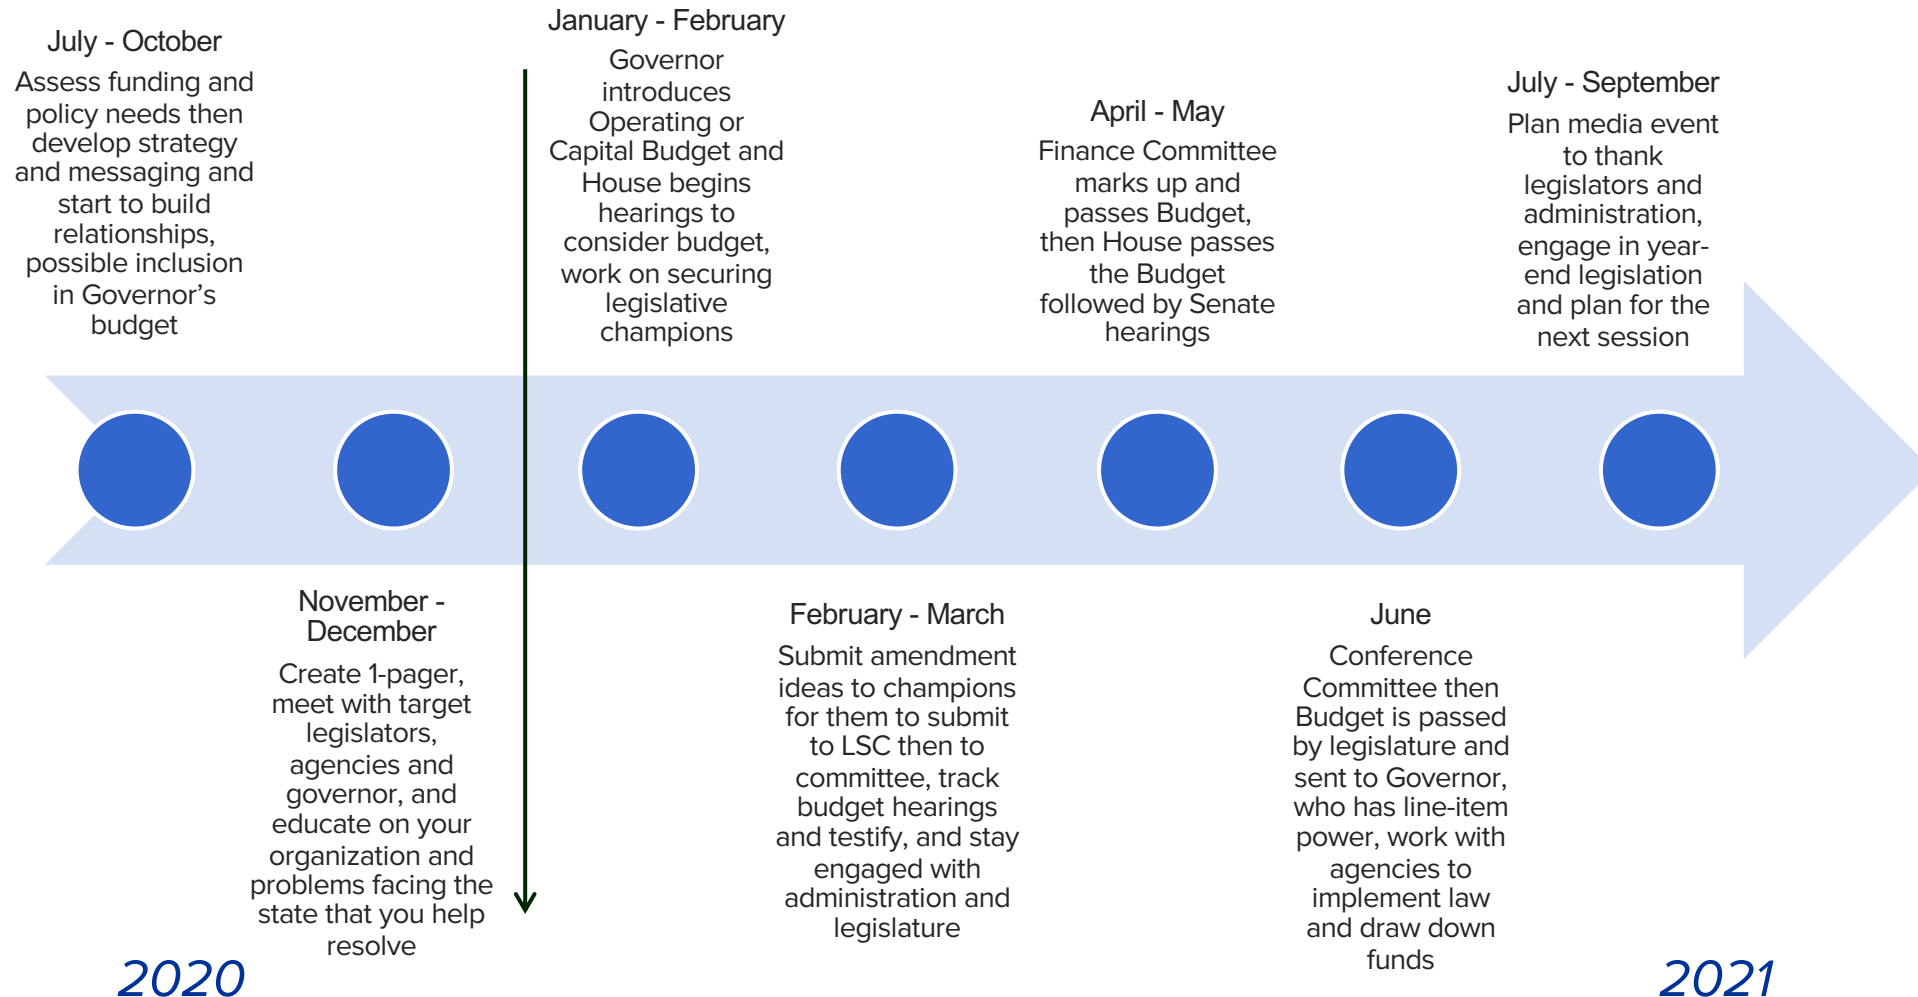 July - October
Assess funding and
policy needs then
develop strategy
and messaging and
start to build
relationships,
possible inclusion
in Governor’s
budget
November -
December
Create 1-pager,
meet with target
legislators,
agencies and
governor, and
educate on your
organization and
problems facing the
state that you help
resolve
January - February
Governor
introduces
Operating or
Capital Budget and
House begins
hearings to
consider budget,
work on securing
legislative
champions
February - March
Submit amendment
ideas to champions
for them to submit
to LSC then to
committee, track
budget hearings
and testify, and stay
engaged with
administration and
legislature
April - May
Finance Committee
marks up and
passes Budget,
then House passes
the Budget
followed by Senate
hearings
June
Conference
Committee then
Budget is passed
by legislature and
sent to Governor,
who has line-item
power, work with
agencies to
implement law
and draw down
funds
July - September
Plan media event
to thank
legislators and
administration,
engage in year-
end legislation
and plan for the
next session
2020
2021